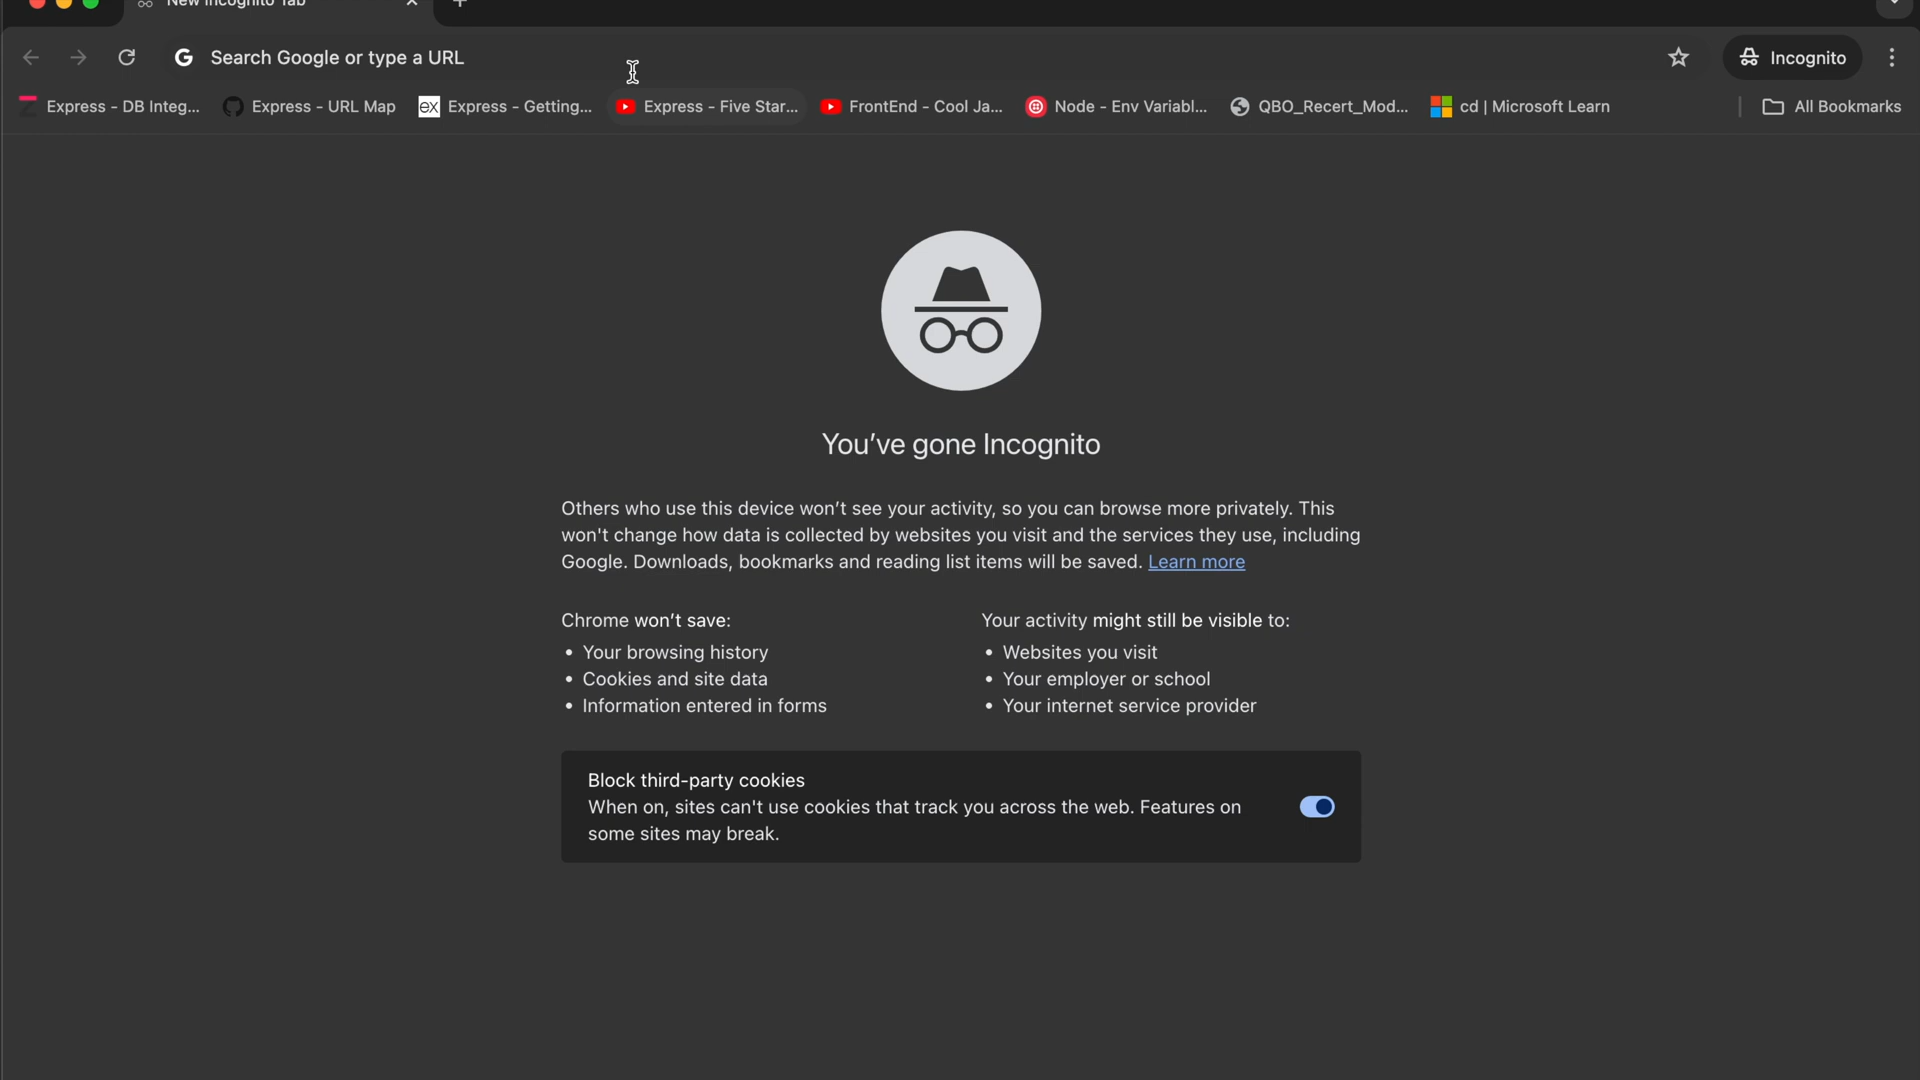 New Incognito Tab
Search Google or type a URL
Incognito
Express - DB Integ...
Express - URL Map
ex Express - Getting...
Express - Five Star...
FrontEnd - Cool Ja...
Node - Env Variabl...
QBO_Recert_Mod...
cd | Microsoft Learn
All Bookmarks
You've gone Incognito
Others who use this device won't see your activity, so you can browse more privately. This
won't change how data is collected by websites you visit and the services they use, including
Google. Downloads, bookmarks and reading list items will be saved. Learn more
Chrome won't save:
• Your browsing history
• Cookies and site data
• Information entered in forms
Your activity might still be visible to:
• Websites you visit
• Your employer or school
• Your internet service provider
Block third-party cookies
When on, sites can't use cookies that track you across the web. Features on
some sites may break.